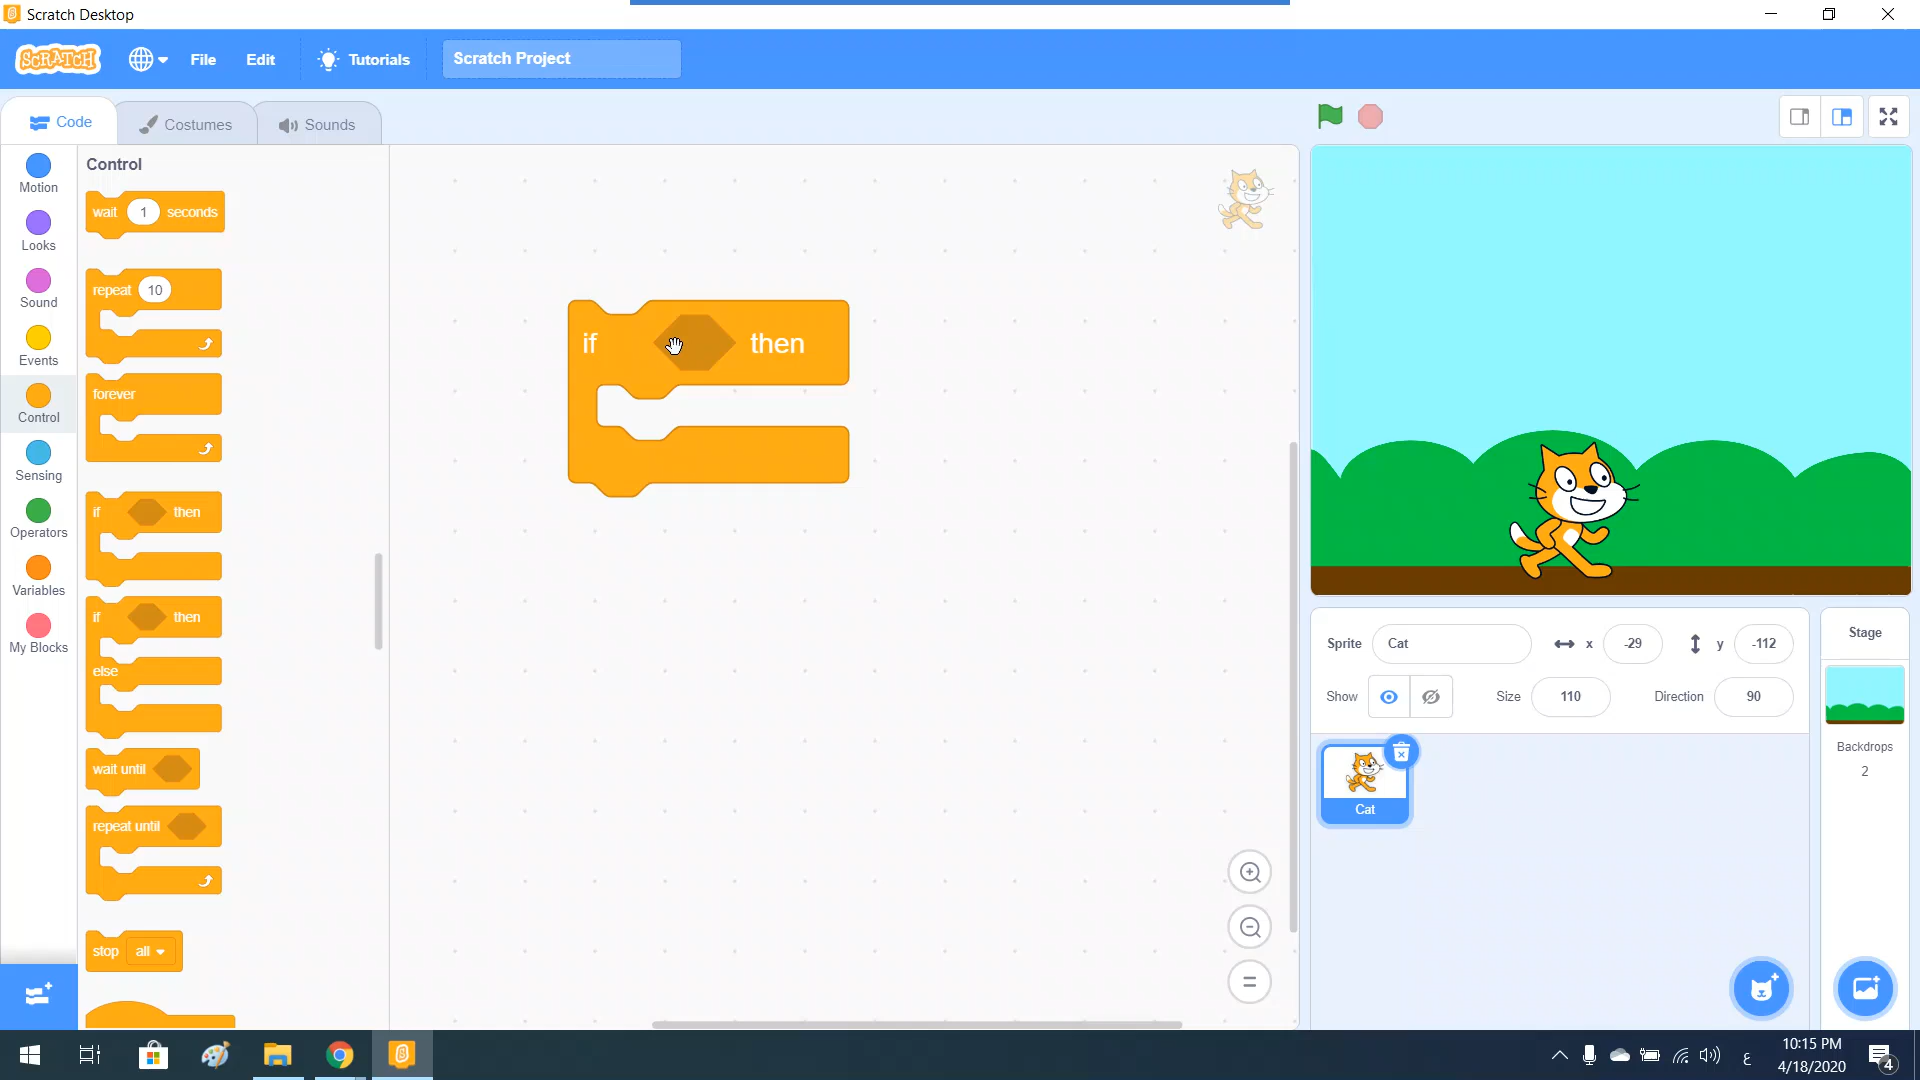 Scratch Desktop
SCRATCH
File
Edit
Tutorials
Scratch Project
Code
Costumes
Sounds
Motion
Looks
Sound
Events
Control
Sensing
Operators
Variables
My Blocks
Control
wait 1 seconds
repeat 10
forever
if then
if then
else
wait until
repeat until
stop all
if then
Sprite Cat x -29 y -112
Show Size 110 Direction 90
Cat
Stage
Backdrops
2
ع
10:15 PM
4/18/2020
4